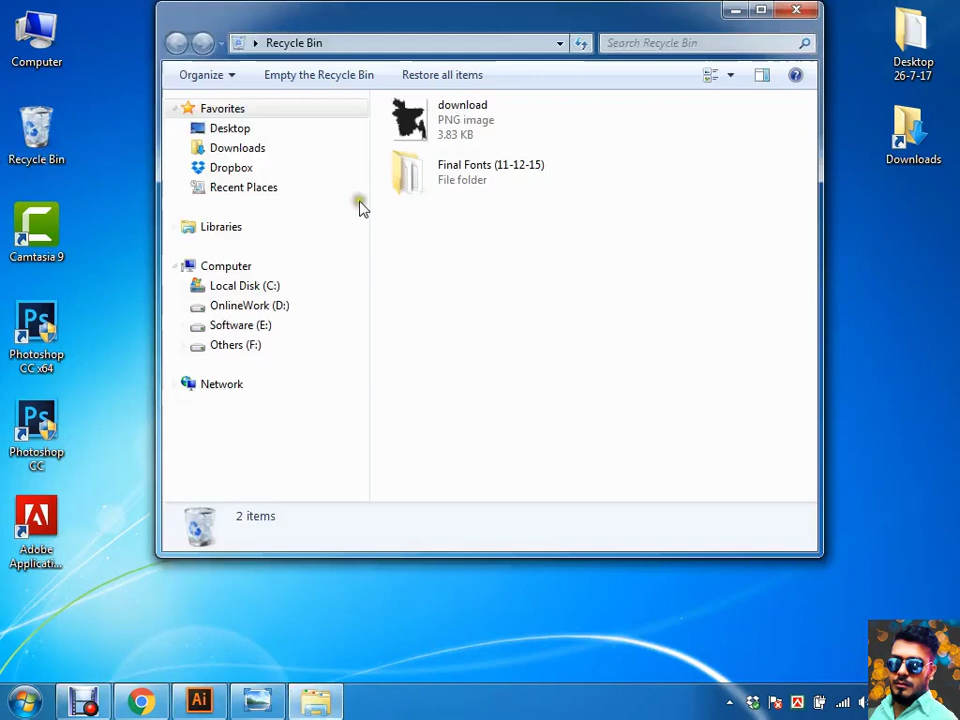 Computer
Recycle Bin
Camtasia 9
Photoshop
CC x64
Photoshop
CC
Adobe
Applicati...
Recycle Bin
Search Recycle Bin
Organize
Empty the Recycle Bin
Restore all items
Favorites
Desktop
Downloads
Dropbox
Recent Places
Libraries
Computer
Local Disk (C:)
OnlineWork (D:)
Software (E:)
Others (F:)
Network
download
PNG image
3.83 KB
Final Fonts (11-12-15)
File folder
2 items
Desktop
26-7-17
Downloads
Ps
Ps
Ai